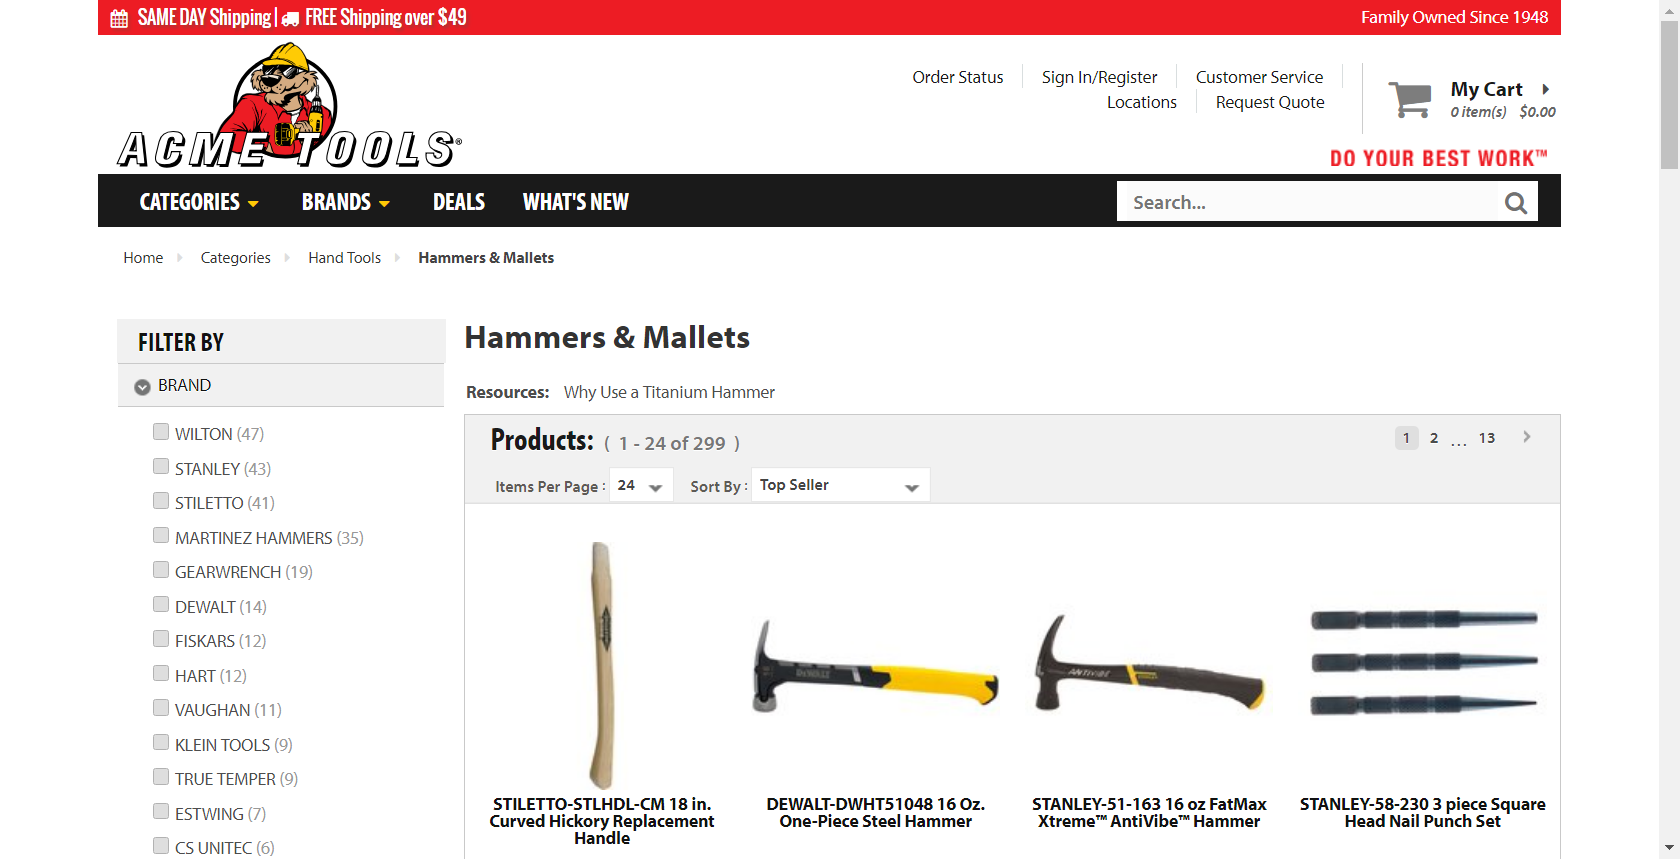 SAME DAY Shipping | FREE Shipping over $49
Family Owned Since 1948
ACME TOOLS®
Order Status
Sign In/Register
Customer Service
Locations
Request Quote
My Cart
0 item(s) $0.00
DO YOUR BEST WORK™
CATEGORIES
BRANDS
DEALS
WHAT'S NEW
Search...
Home
Categories
Hand Tools
Hammers & Mallets
FILTER BY
BRAND
WILTON (47)
STANLEY (43)
STILETTO (41)
MARTINEZ HAMMERS (35)
GEARWRENCH (19)
DEWALT (14)
FISKARS (12)
HART (12)
VAUGHAN (11)
KLEIN TOOLS (9)
TRUE TEMPER (9)
ESTWING (7)
CS UNITEC (6)
Hammers & Mallets
Resources: Why Use a Titanium Hammer
Products: ( 1 - 24 of 299 )
1 2 ... 13
Items Per Page : 24
Sort By : Top Seller
DEWALT
ANTIVIBE
STILETTO-STLHDL-CM 18 in.
Curved Hickory Replacement
Handle
DEWALT-DWHT51048 16 Oz.
One-Piece Steel Hammer
STANLEY-51-163 16 oz FatMax
Xtreme™ AntiVibe™ Hammer
STANLEY-58-230 3 piece Square
Head Nail Punch Set